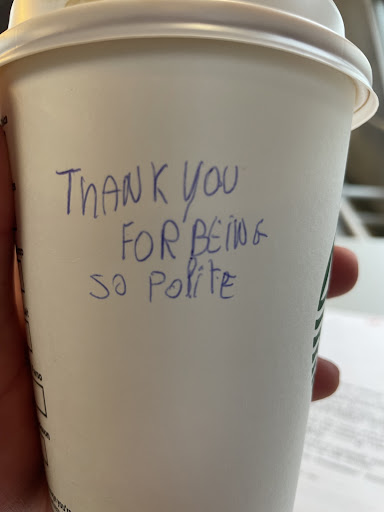 THANK YOU
FOR BEING
SO POLITE